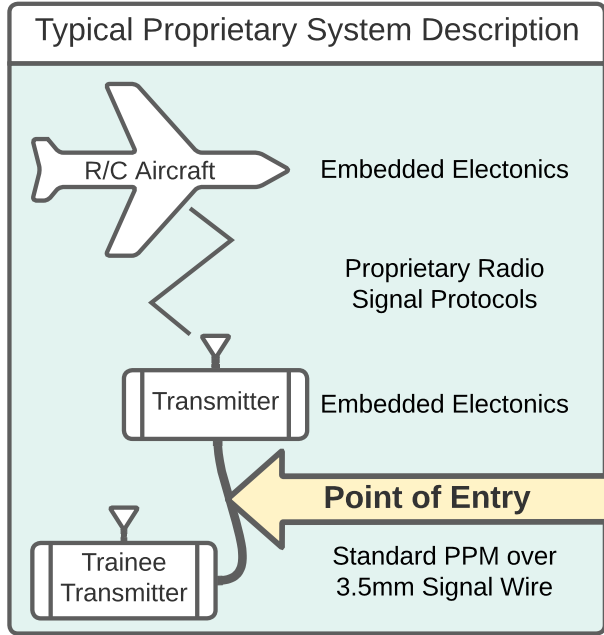 Typical Proprietary System Description
R/C Aircraft
Embedded Electonics
Proprietary Radio
Signal Protocols
Transmitter
Embedded Electonics
Point of Entry
Trainee
Transmitter
Standard PPM over
3.5mm Signal Wire